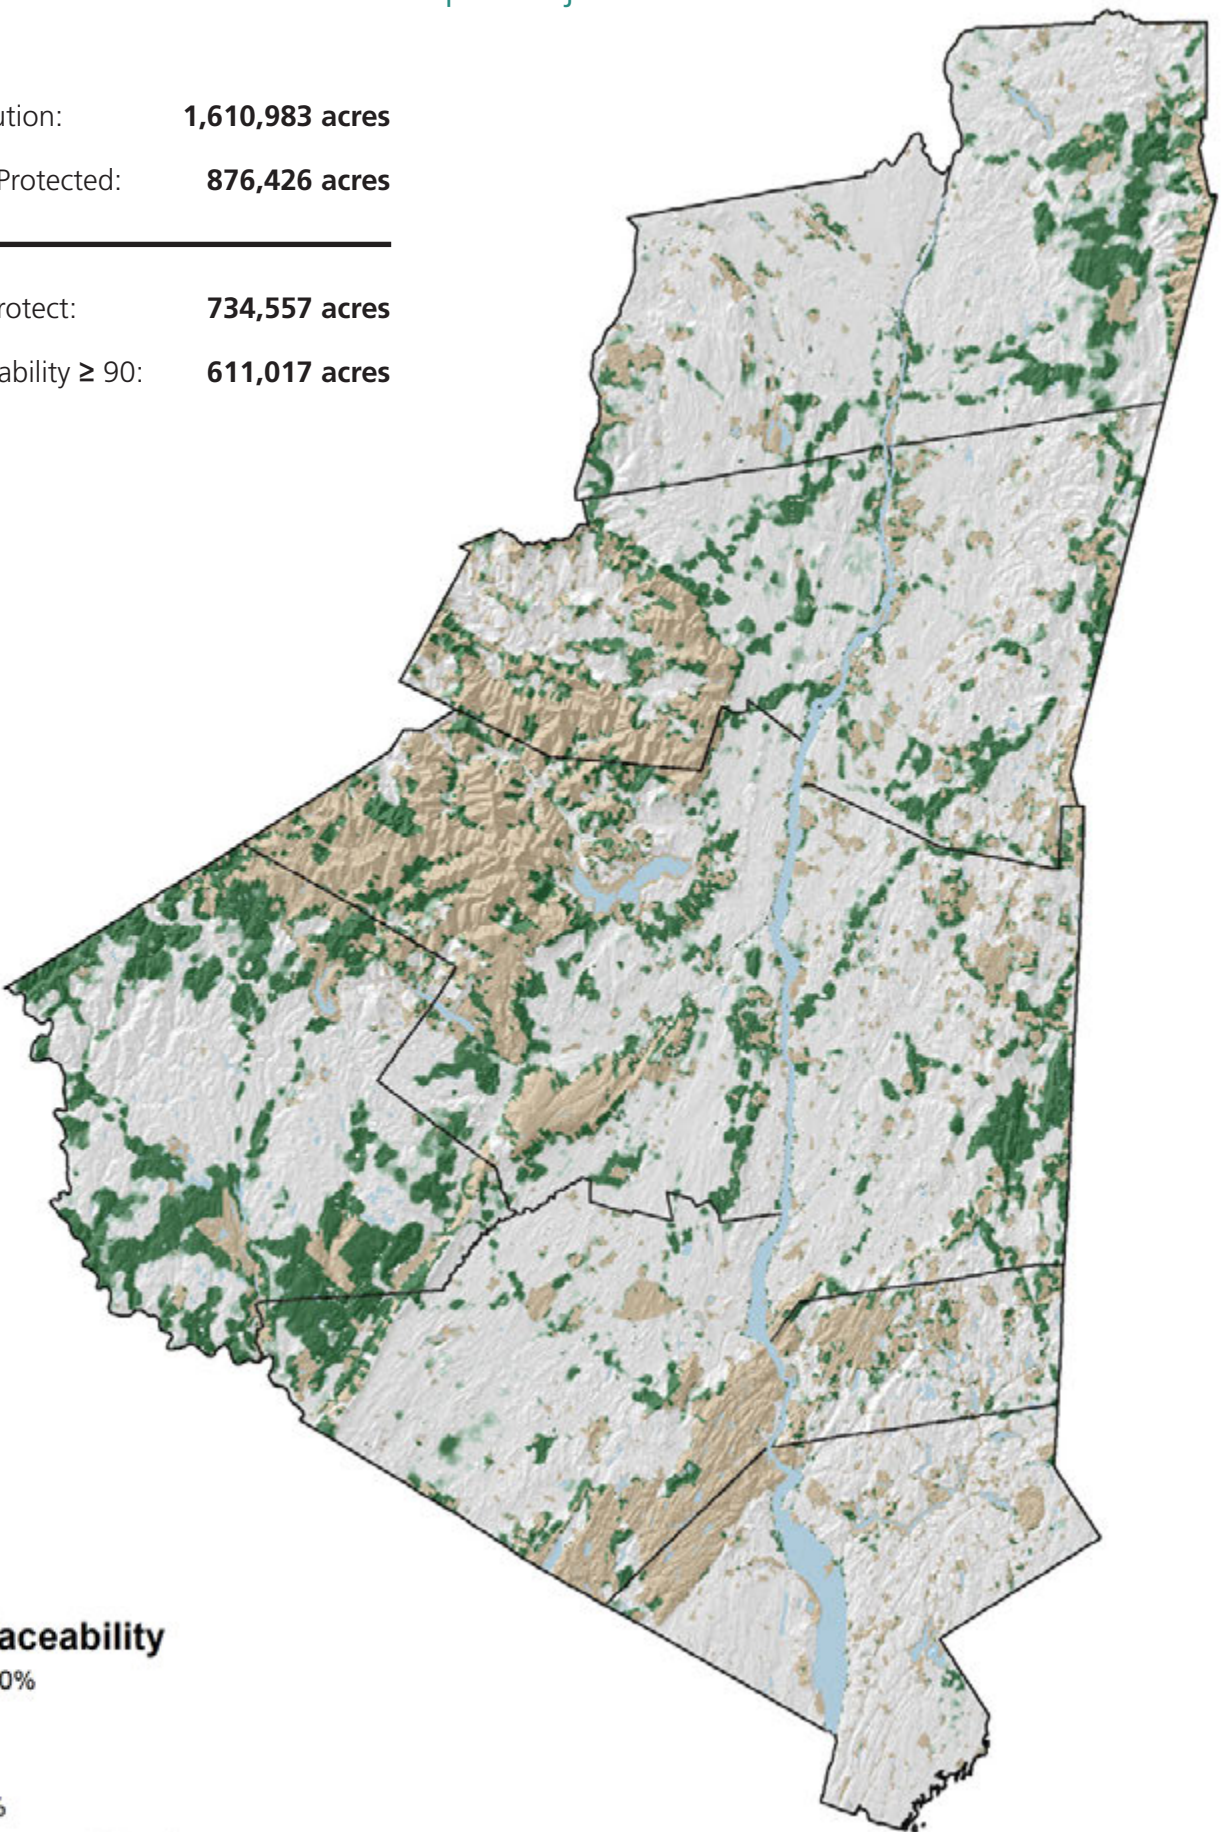 ution: 1,610,983 acres
Protected: 876,426 acres
rotect: 734,557 acres
ability ≥ 90: 611,017 acres
aceability
0%
%